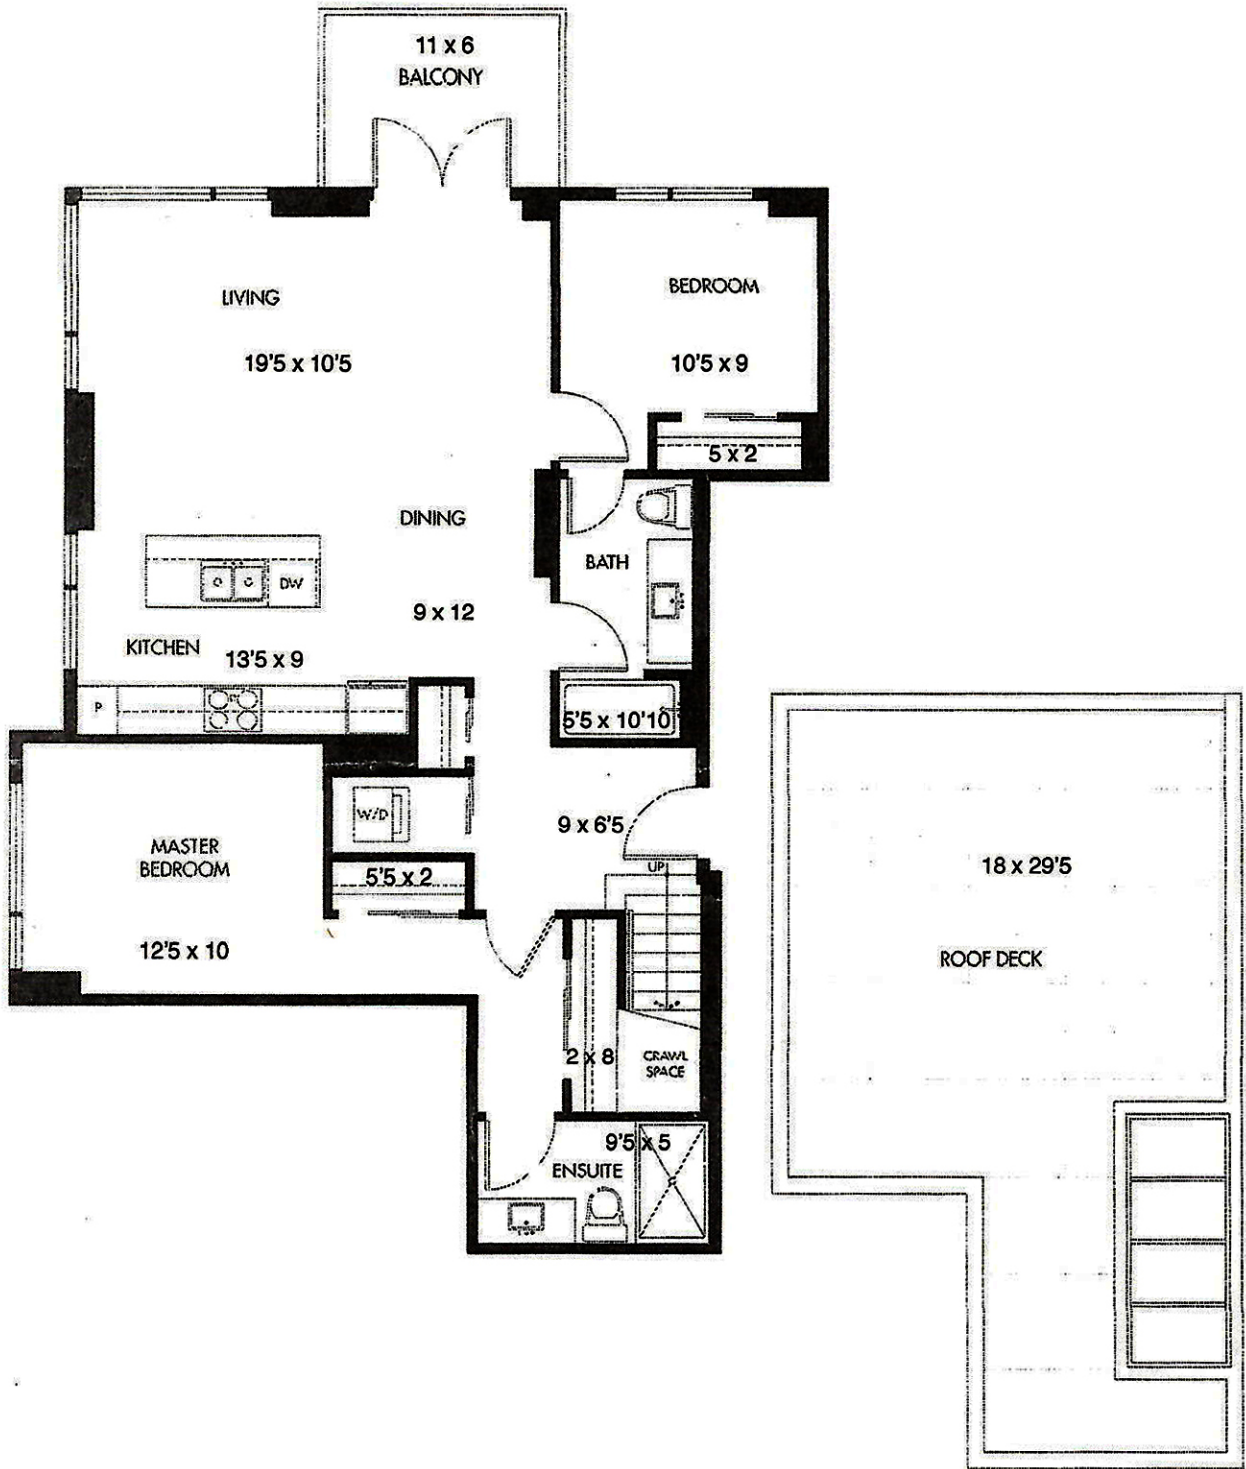 11 x 6
BALCONY
LIVING
19'5 x 10'5
BEDROOM
10'5 x 9
5 x 2
DINING
9 x 12
BATH
DW
KITCHEN
13'5 x 9
P
5'5 x 10'10
W/D
9 x 6'5
UP
MASTER
BEDROOM
12'5 x 10
5'5 x 2
2 x 8
CRAWL
SPACE
9'5 x 5
ENSUITE
18 x 29'5
ROOF DECK